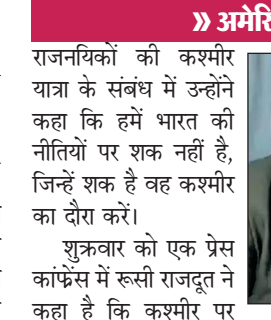 » अमेरि
राजनयिकों की कश्मीर
यात्रा के संबंध में उन्होंने
कहा कि हमें भारत की
नीतियों पर शक नहीं है,
जिन्हें शक है वह कश्मीर
का दौरा करें।
शुक्रवार को एक प्रेस
कांफ्रेंस में रूसी राजदूत ने
कहा है कि कश्मीर पर